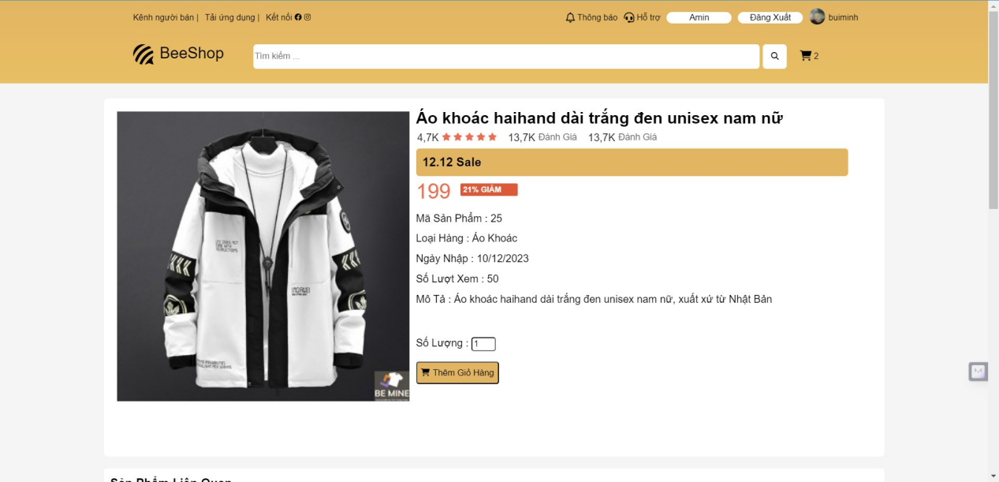 Kênh người bán | Tải ứng dụng | Kết nối
Thông báo Hỗ trợ Amin Đăng Xuất buiminh
BeeShop Tìm kiếm ... 2
Áo khoác haihand dài trắng đen unisex nam nữ
4,7K 13,7K Đánh Giá 13,7K Đánh Giá
12.12 Sale
199 21% GIẢM
Mã Sản Phẩm : 25
Loại Hàng : Áo Khoác
Ngày Nhập : 10/12/2023
Số Lượt Xem : 50
Mô Tả : Áo khoác haihand dài trắng đen unisex nam nữ, xuất xứ từ Nhật Bản
Số Lượng : 1
Thêm Giỏ Hàng
BE MINE
Sản Phẩm Liên Quan